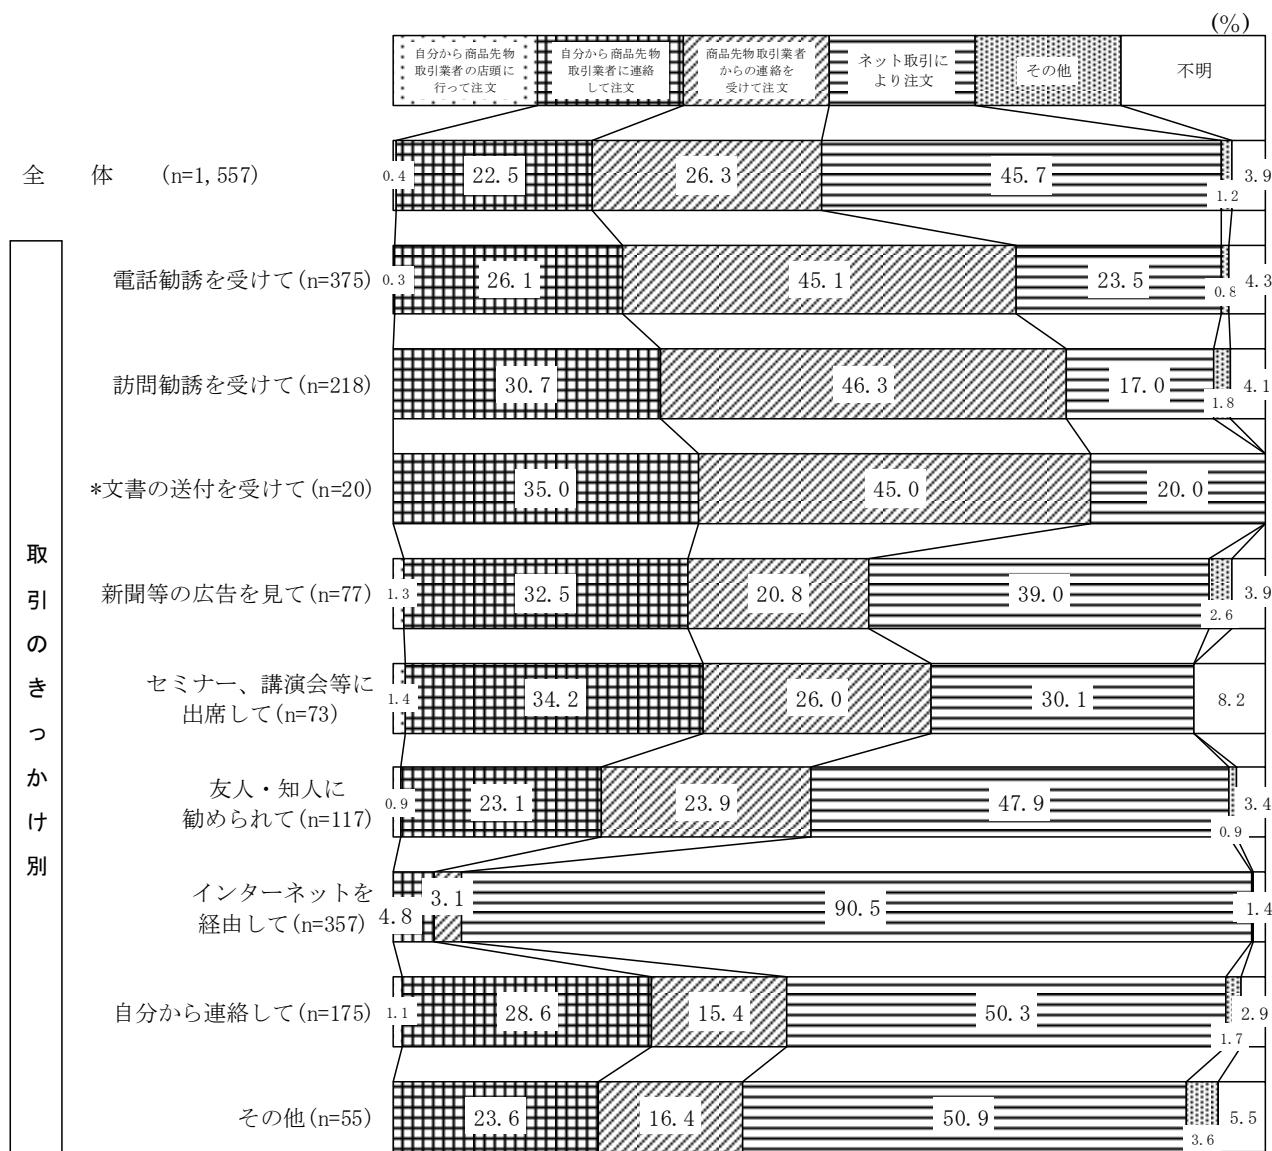 (%)
自分から商品先物
取引業者の店頭に
行って注文
自分から商品先物
取引業者に連絡
して注文
商品先物取引業者
からの連絡を
受けて注文
ネット取引に
より注文
その他
不明
全 体 (n=1,557)
0.4
22.5
26.3
45.7
1.2
3.9
取引のきっかけ別
電話勧誘を受けて(n=375)
0.3
26.1
45.1
23.5
0.8
4.3
訪問勧誘を受けて(n=218)
30.7
46.3
17.0
1.8
4.1
*文書の送付を受けて(n=20)
35.0
45.0
20.0
新聞等の広告を見て(n=77)
1.3
32.5
20.8
39.0
2.6
3.9
セミナー、講演会等に
出席して(n=73)
1.4
34.2
26.0
30.1
8.2
友人・知人に
勧められて(n=117)
0.9
23.1
23.9
47.9
0.9
3.4
インターネットを
経由して(n=357)
4.8
3.1
90.5
1.4
自分から連絡して(n=175)
1.1
28.6
15.4
50.3
1.7
2.9
その他(n=55)
23.6
16.4
50.9
3.6
5.5